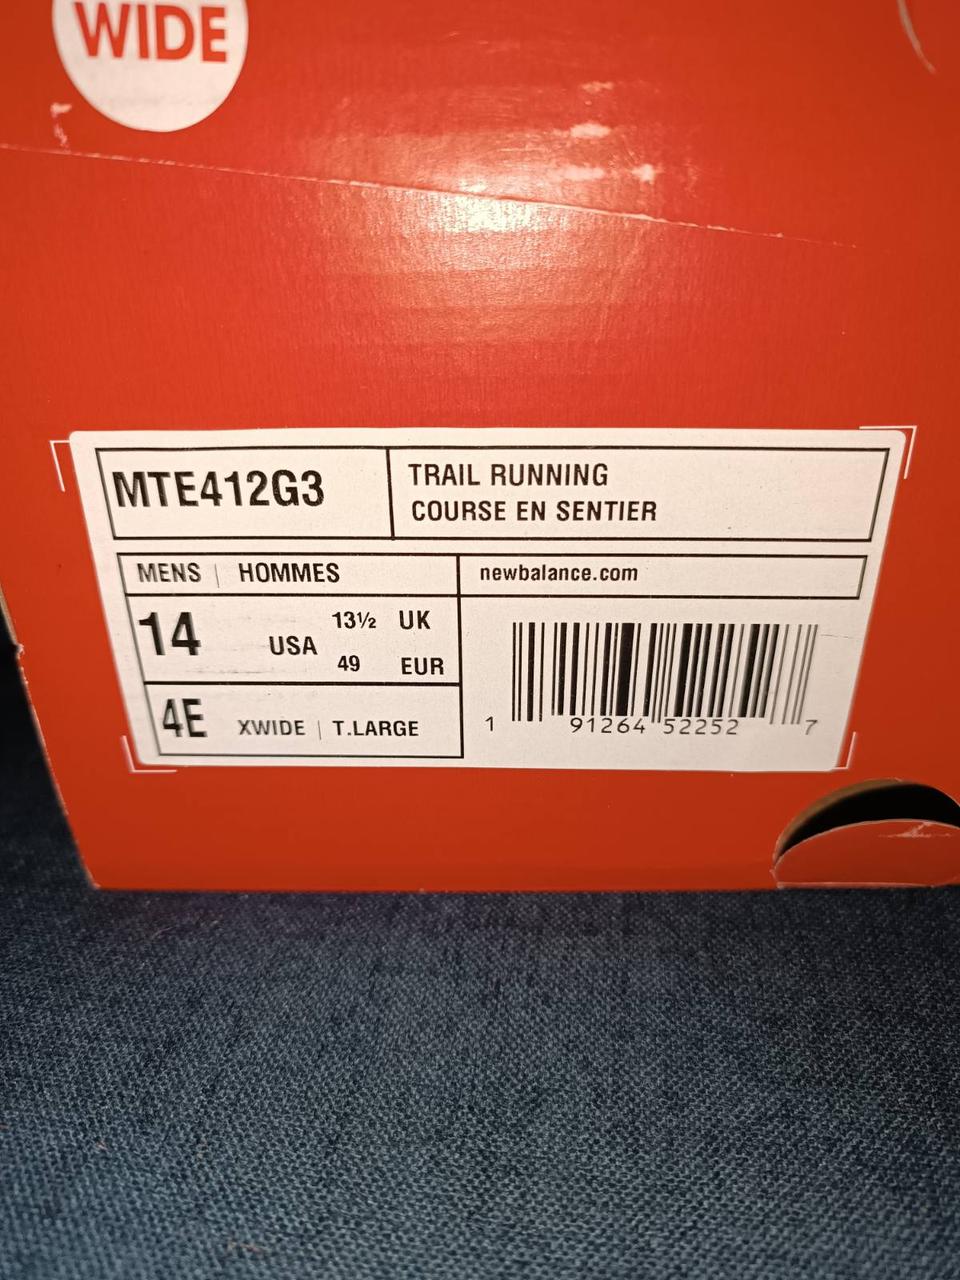 WIDE
MTE412G3
TRAIL RUNNING
COURSE EN SENTIER
MENS | HOMMES
newbalance.com
14 USA
13½ UK
49 EUR
4E XWIDE | T.LARGE
1 91264 52252 7